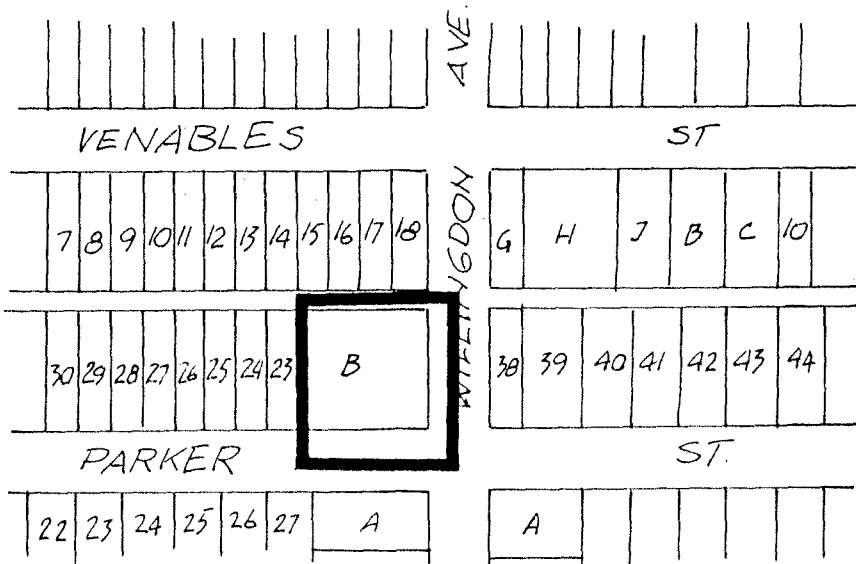 AVE.
VENABLES ST
WILLINGDON
7 8 9 10 11 12 13 14 15 16 17 18 G H J B C 10
30 29 28 27 26 25 24 23 B 38 39 40 41 42 43 44
PARKER ST.
22 23 24 25 26 27 A A